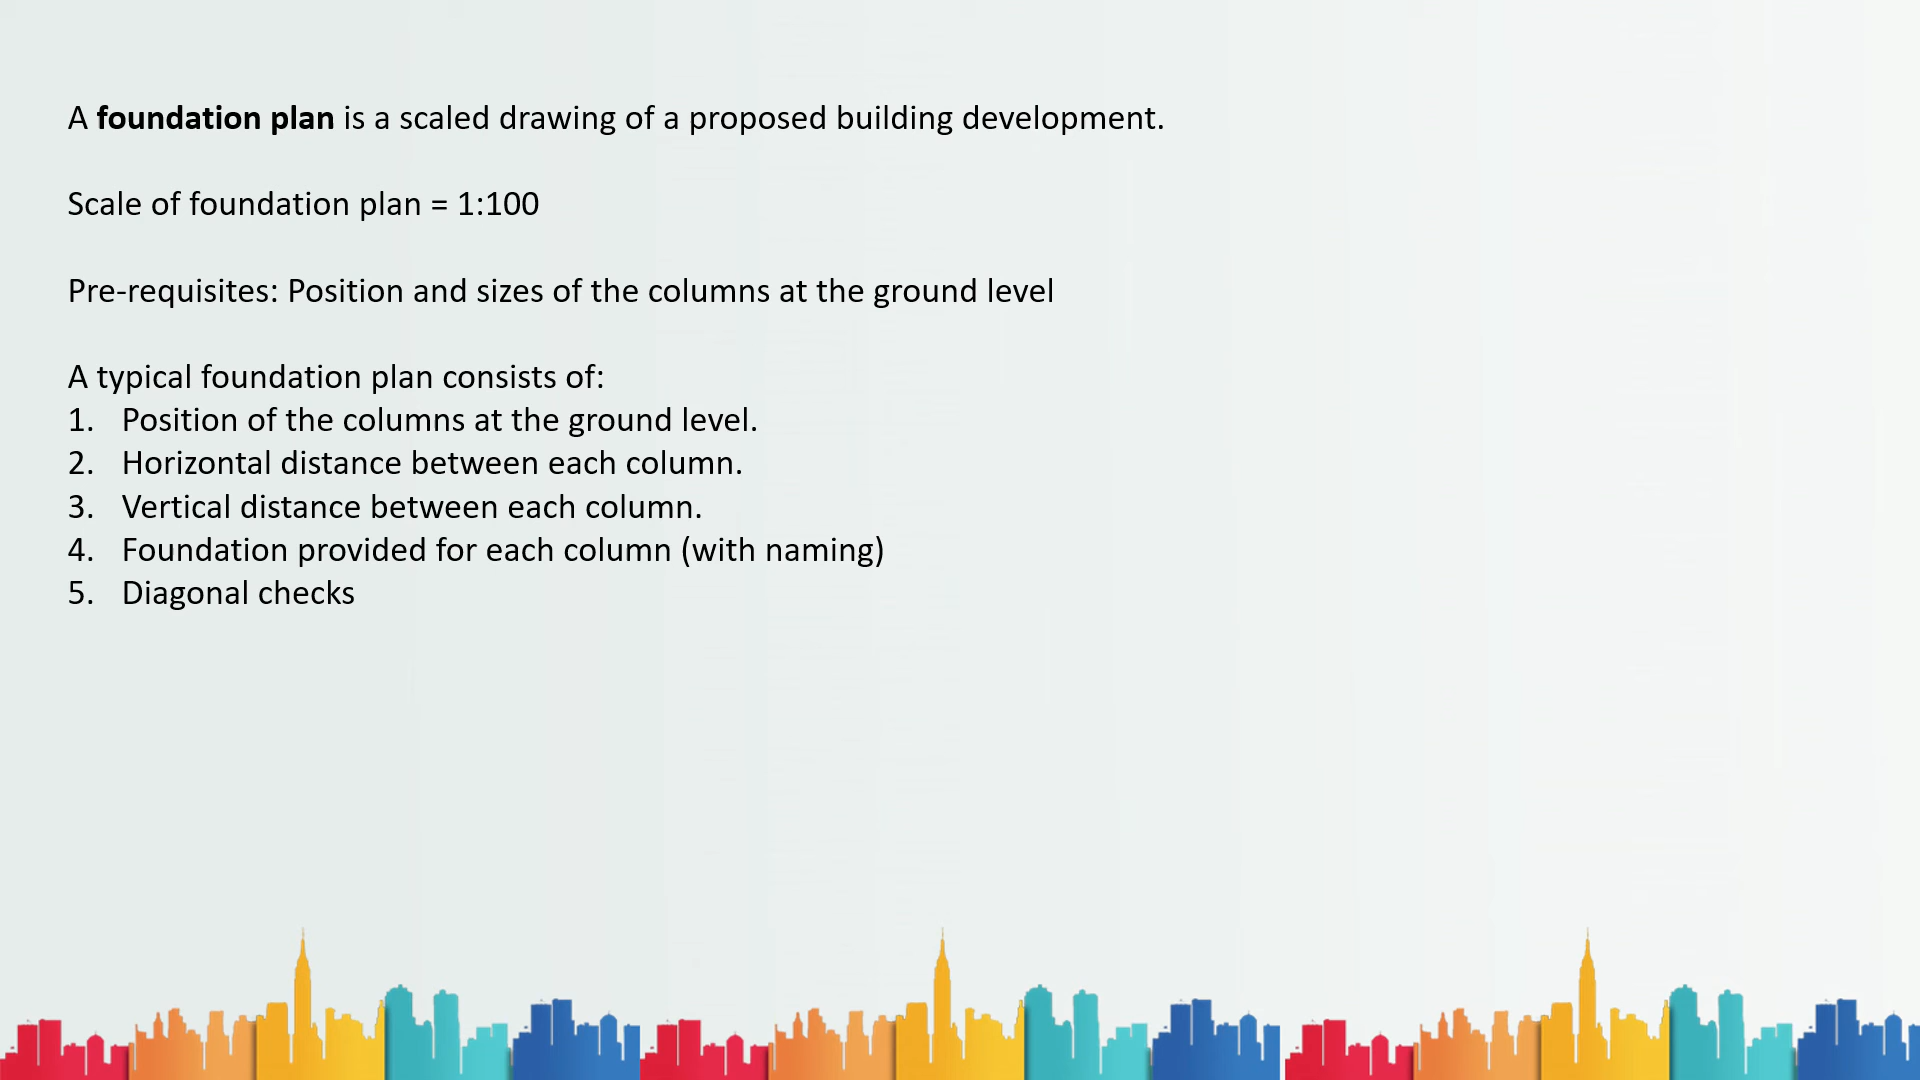 A foundation plan is a scaled drawing of a proposed building development.
Scale of foundation plan = 1:100
Pre-requisites: Position and sizes of the columns at the ground level
A typical foundation plan consists of:
1. Position of the columns at the ground level.
2. Horizontal distance between each column.
3. Vertical distance between each column.
4. Foundation provided for each column (with naming)
5. Diagonal checks